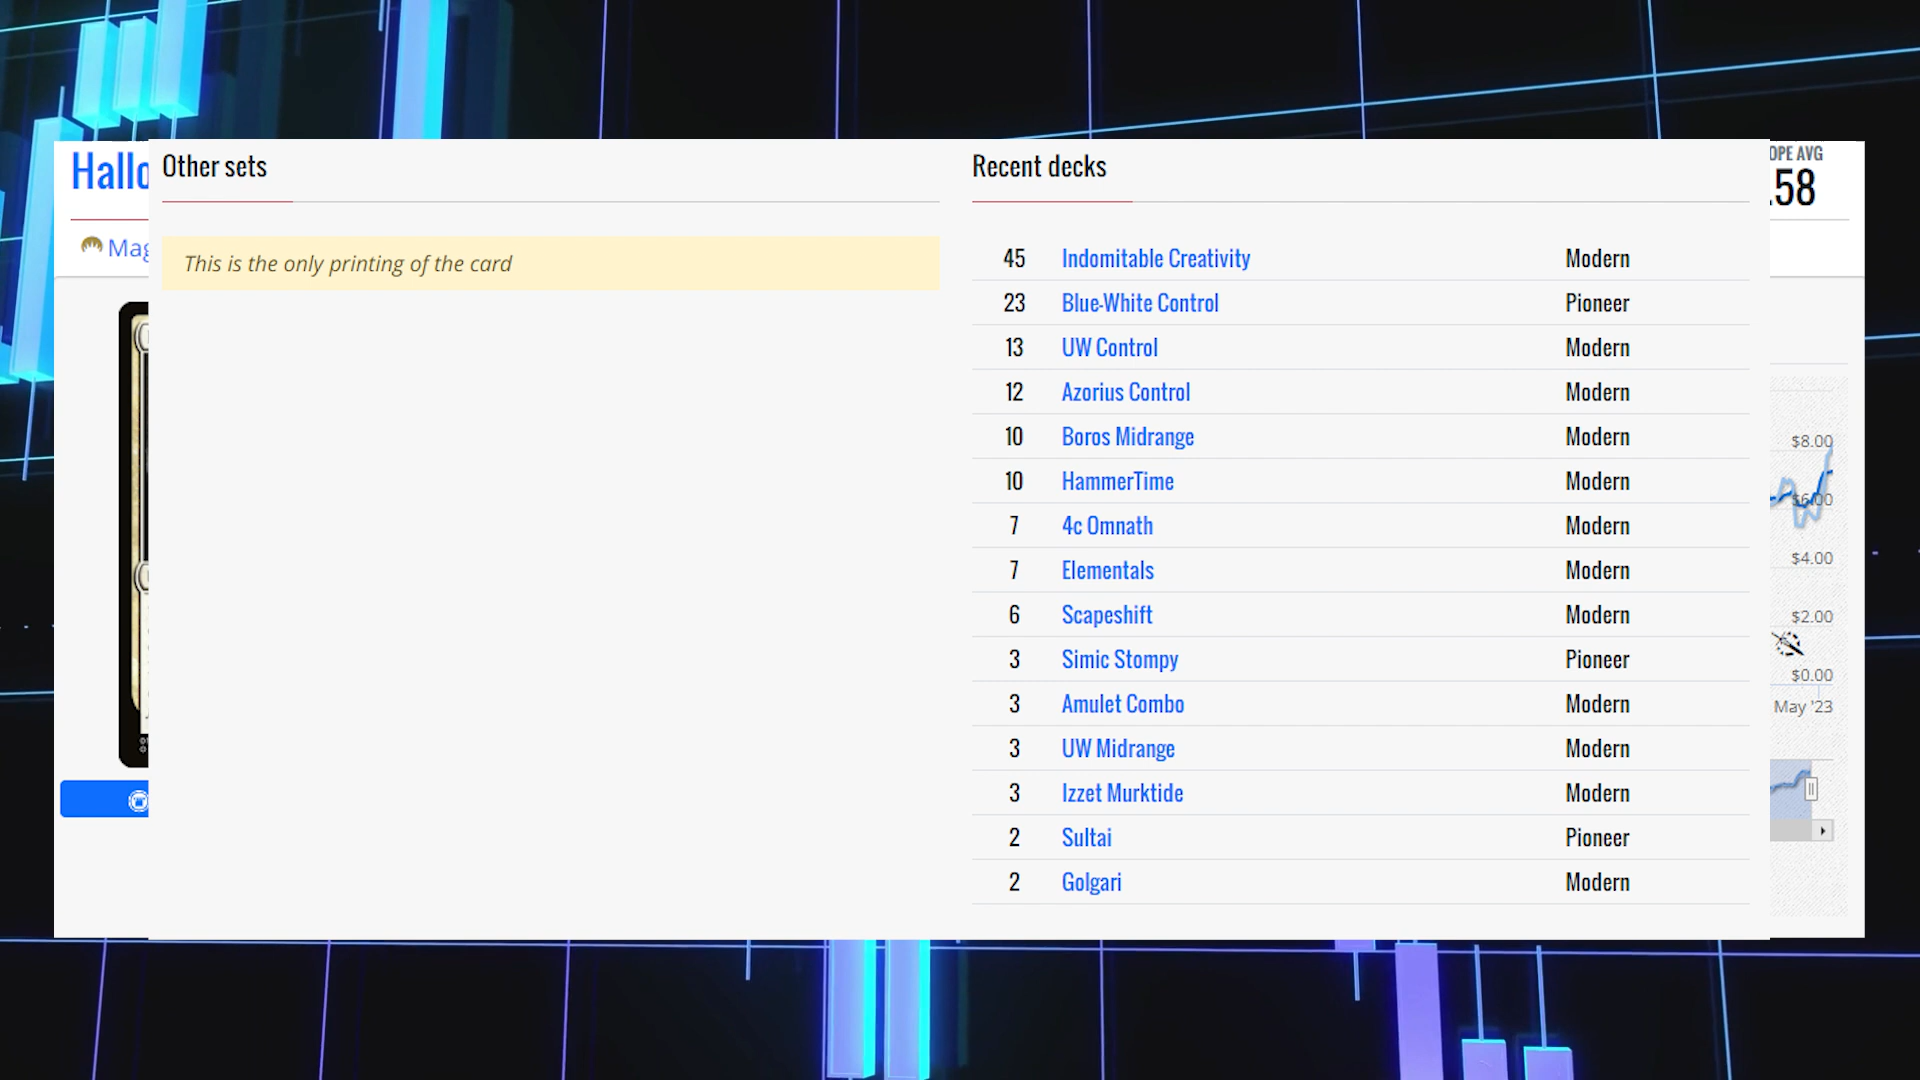 Other sets
This is the only printing of the card
Recent decks
45 Indomitable Creativity Modern
23 Blue-White Control Pioneer
13 UW Control Modern
12 Azorius Control Modern
10 Boros Midrange Modern
10 HammerTime Modern
7 4c Omnath Modern
7 Elementals Modern
6 Scapeshift Modern
3 Simic Stompy Pioneer
3 Amulet Combo Modern
3 UW Midrange Modern
3 Izzet Murktide Modern
2 Sultai Pioneer
2 Golgari Modern
Hallo
Mag
OPE AVG
.58
$8.00
$6.00
$4.00
$2.00
$0.00
May '23